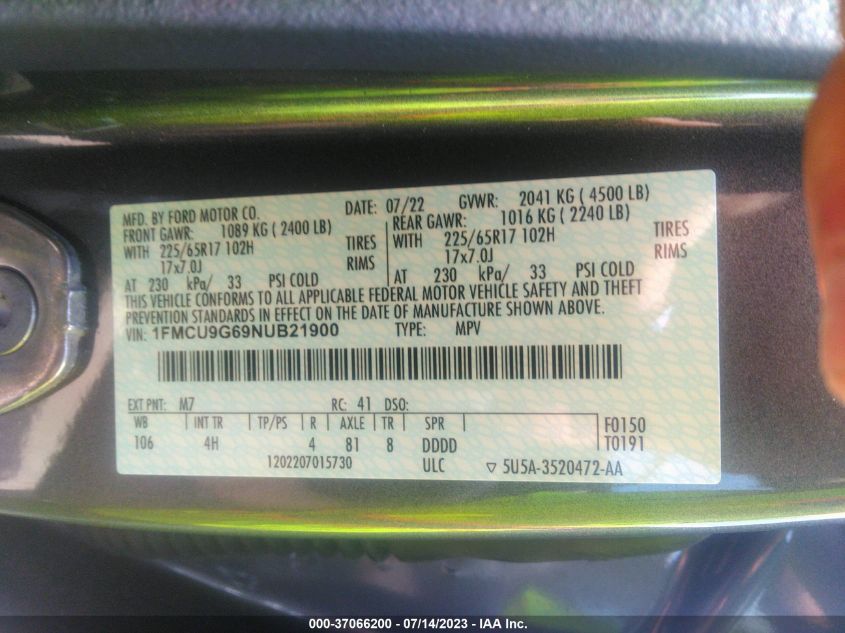 MFD. BY FORD MOTOR CO. DATE: 07/22 GVWR: 2041 KG ( 4500 LB)
FRONT GAWR: 1089 KG ( 2400 LB) REAR GAWR: 1016 KG ( 2240 LB)
WITH 225/65R17 102H TIRES WITH 225/65R17 102H TIRES
17x7.0J RIMS 17x7.0J RIMS
AT 230 kPa/ 33 PSI COLD AT 230 kPa/ 33 PSI COLD
THIS VEHICLE CONFORMS TO ALL APPLICABLE FEDERAL MOTOR VEHICLE SAFETY AND THEFT
PREVENTION STANDARDS IN EFFECT ON THE DATE OF MANUFACTURE SHOWN ABOVE.
VIN: 1FMCU9G69NUB21900 TYPE: MPV
EXT PNT: M7 RC: 41 DSO:
WB INT TR TP/PS R AXLE TR SPR F0150
106 4H 4 81 8 DDDD T0191
1202207015730 ULC ▽ 5U5A-3520472-AA
000-37066200 - 07/14/2023 - IAA Inc.